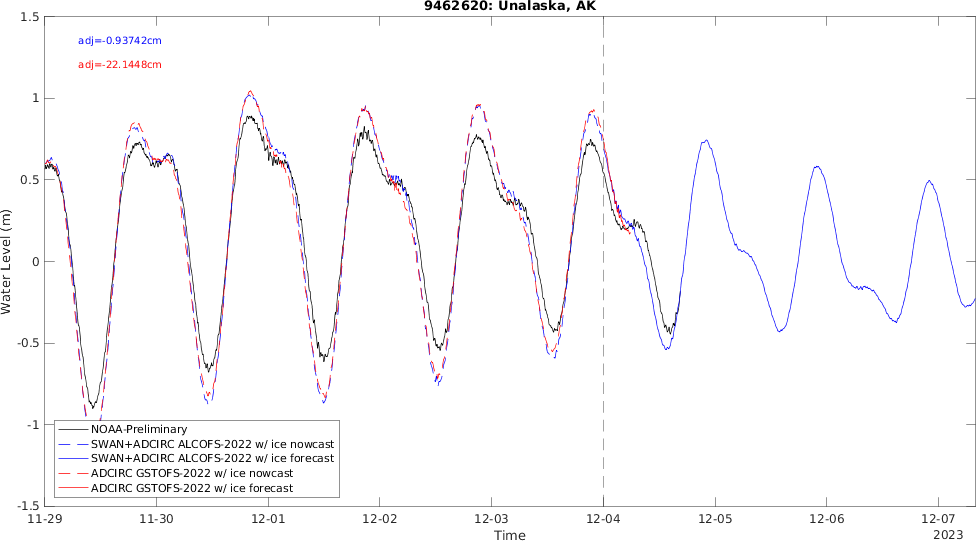 9462620: Unalaska, AK
adj=-0.93742cm
adj=-22.1448cm
1.5
1
0.5
0
-0.5
-1
-1.5
Water Level (m)
NOAA-Preliminary
SWAN+ADCIRC ALCOFS-2022 w/ ice nowcast
SWAN+ADCIRC ALCOFS-2022 w/ ice forecast
ADCIRC GSTOFS-2022 w/ ice nowcast
ADCIRC GSTOFS-2022 w/ ice forecast
11-29 11-30 12-01 12-02 12-03 12-04 12-05 12-06 12-07
Time
2023